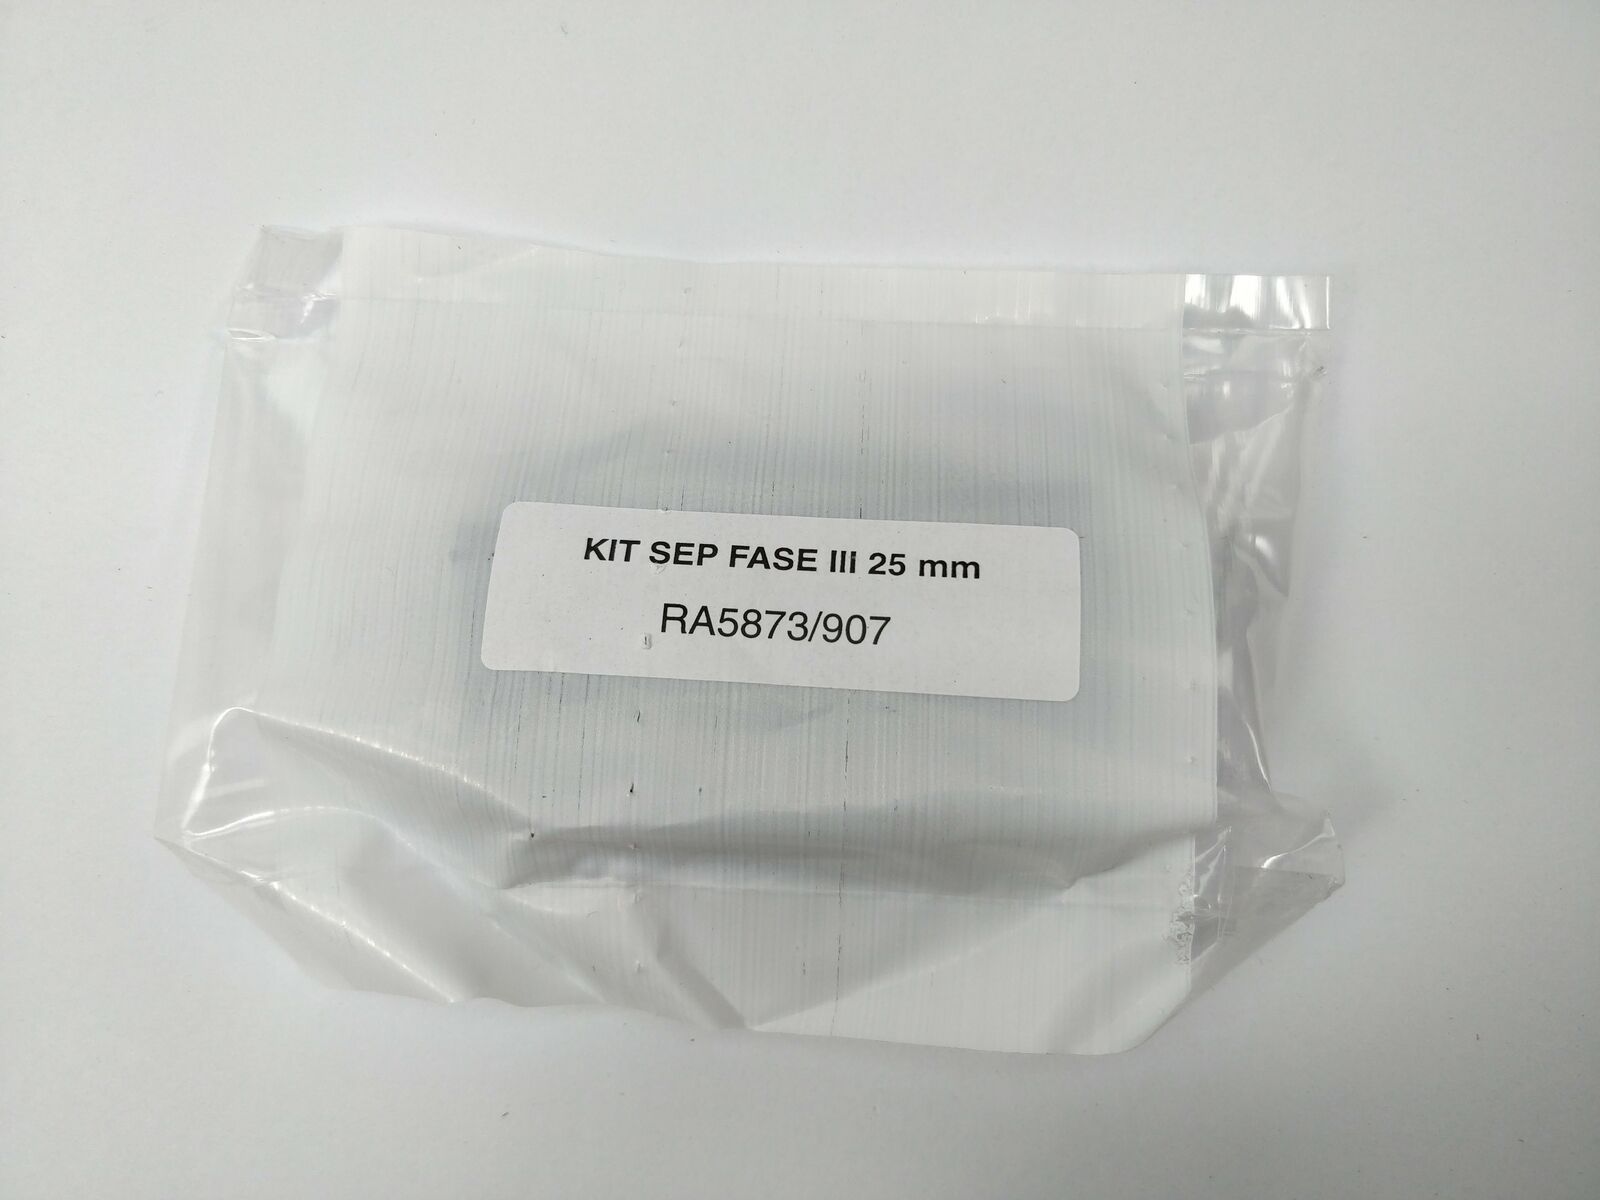 KIT SEP FASE III 25 mm
RA5873/907